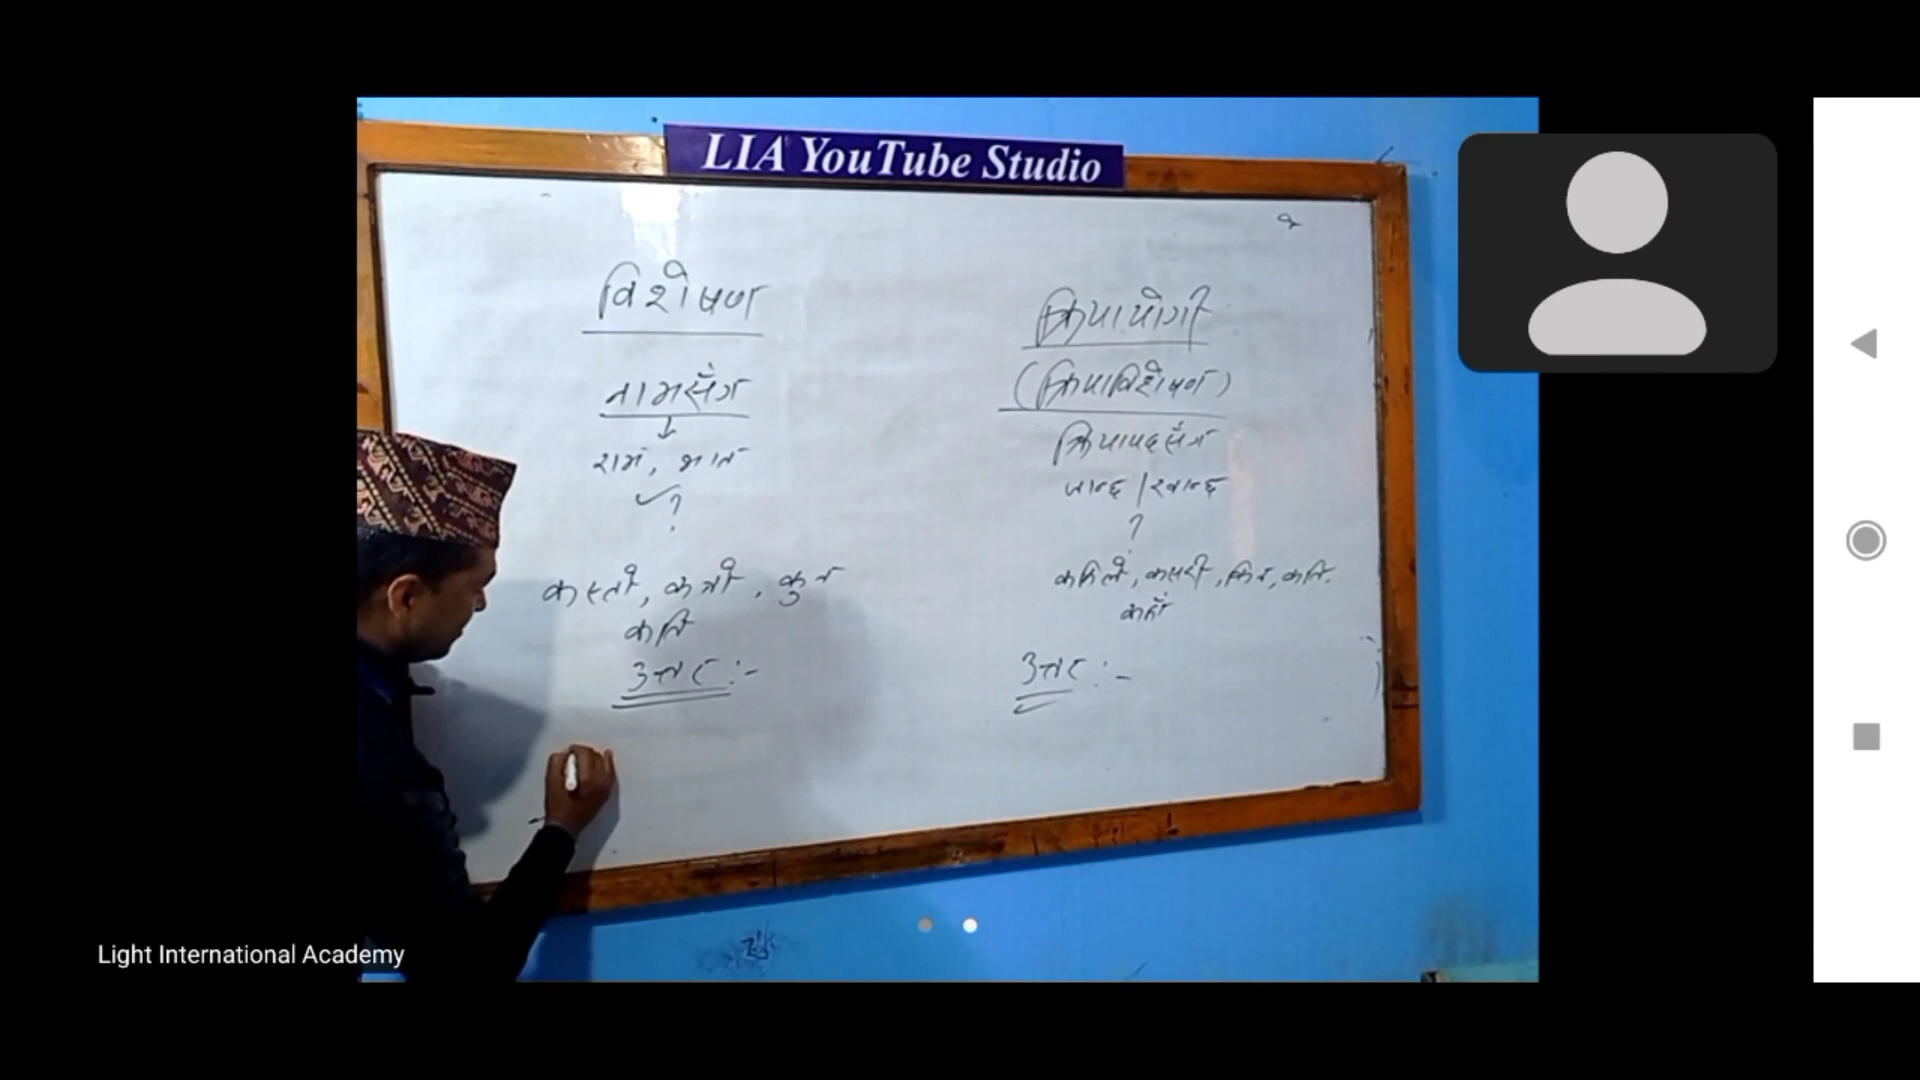 LIA YouTube Studio
विशेषण
नामसँग
राम, भात
?
कस्तो, कत्रो, कुन
कति
उत्तर :-
क्रियायोगी
(क्रियाविशेषण)
क्रियापदसँग
जान्छ / खान्छ
?
कहिले, कसरी, किन, कति,
कहाँ
उत्तर :-
Light International Academy